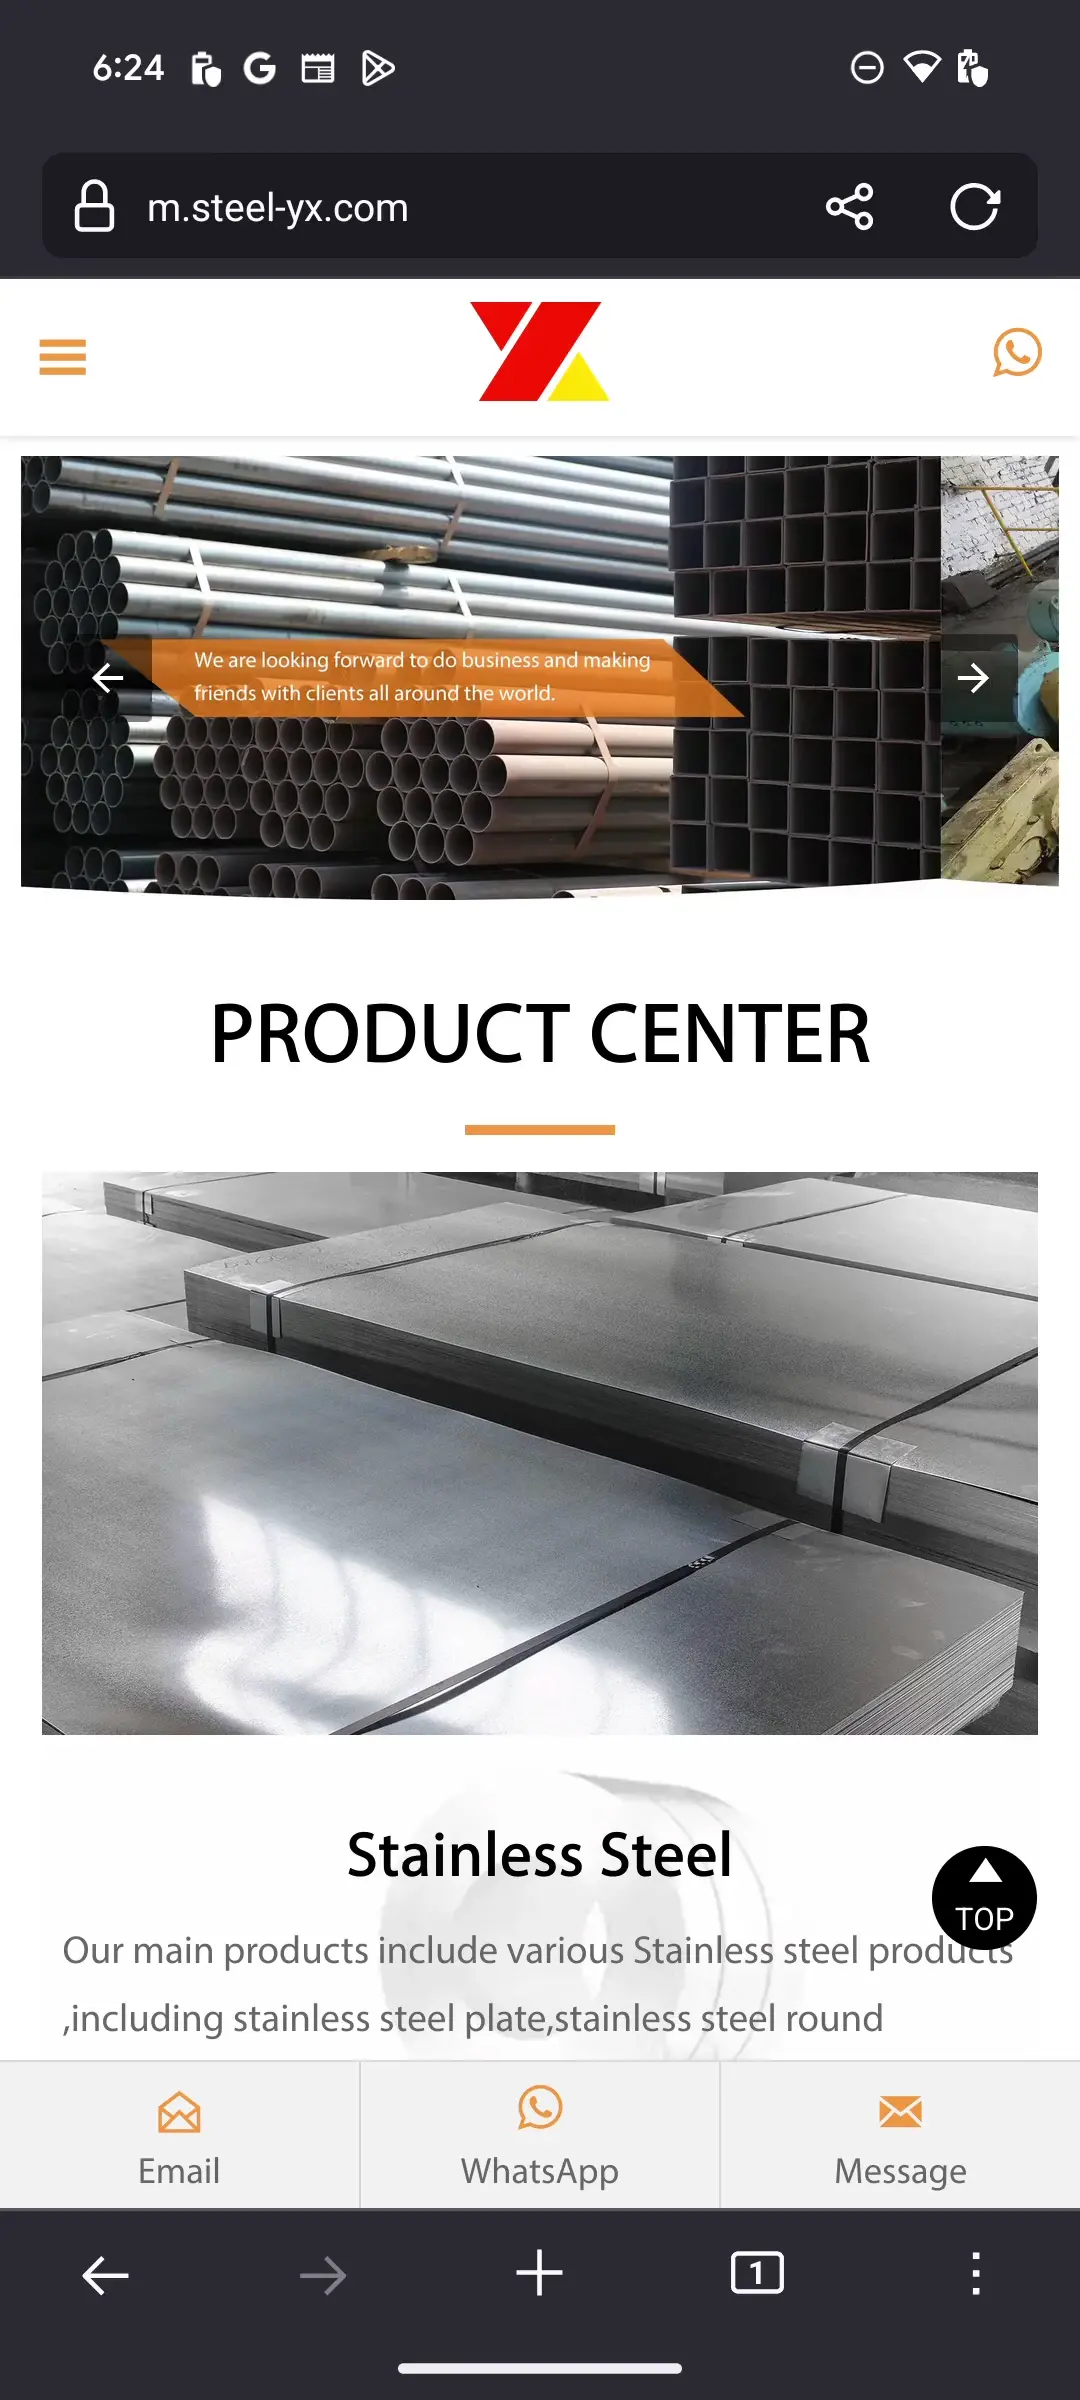 6:24
m.steel-yx.com
We are looking forward to do business and making
friends with clients all around the world.
PRODUCT CENTER
Stainless Steel
TOP
Our main products include various Stainless steel products
,including stainless steel plate,stainless steel round
Email
WhatsApp
Message
1